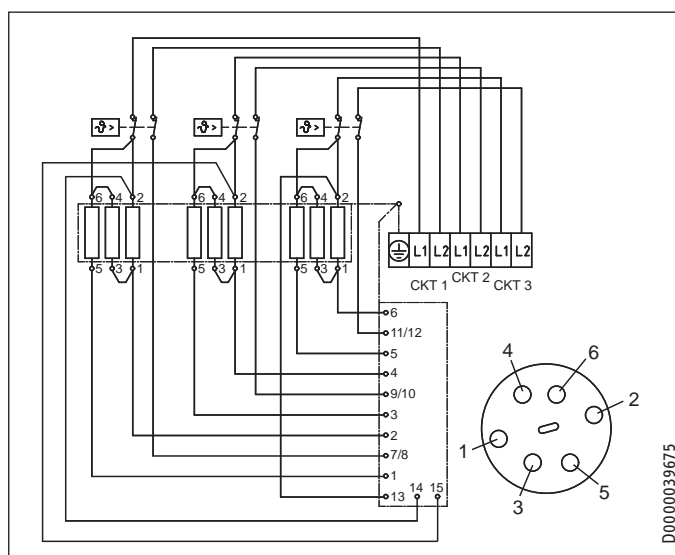 ϑ> ϑ> ϑ>
6 4 2 6 4 2 6 4 2
5 3 1 5 3 1 5 3 1
L1 L2 L1 L2 L1 L2
CKT 1 CKT 2 CKT 3
6
11/12
5
4
9/10
3
2
7/8
1
13 14 15
4 6
2
1
3 5
D0000039675